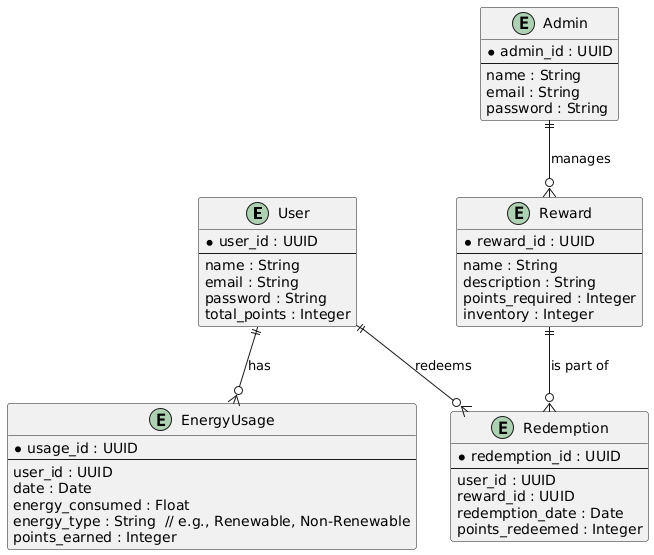 E Admin
admin_id : UUID
name : String
email : String
password : String
manages
E User
user_id : UUID
name : String
email : String
password : String
total_points : Integer
E Reward
reward_id : UUID
name : String
description : String
points_required : Integer
inventory : Integer
has
redeems
is part of
E EnergyUsage
usage_id : UUID
user_id : UUID
date : Date
energy_consumed : Float
energy_type : String  // e.g., Renewable, Non-Renewable
points_earned : Integer
E Redemption
redemption_id : UUID
user_id : UUID
reward_id : UUID
redemption_date : Date
points_redeemed : Integer